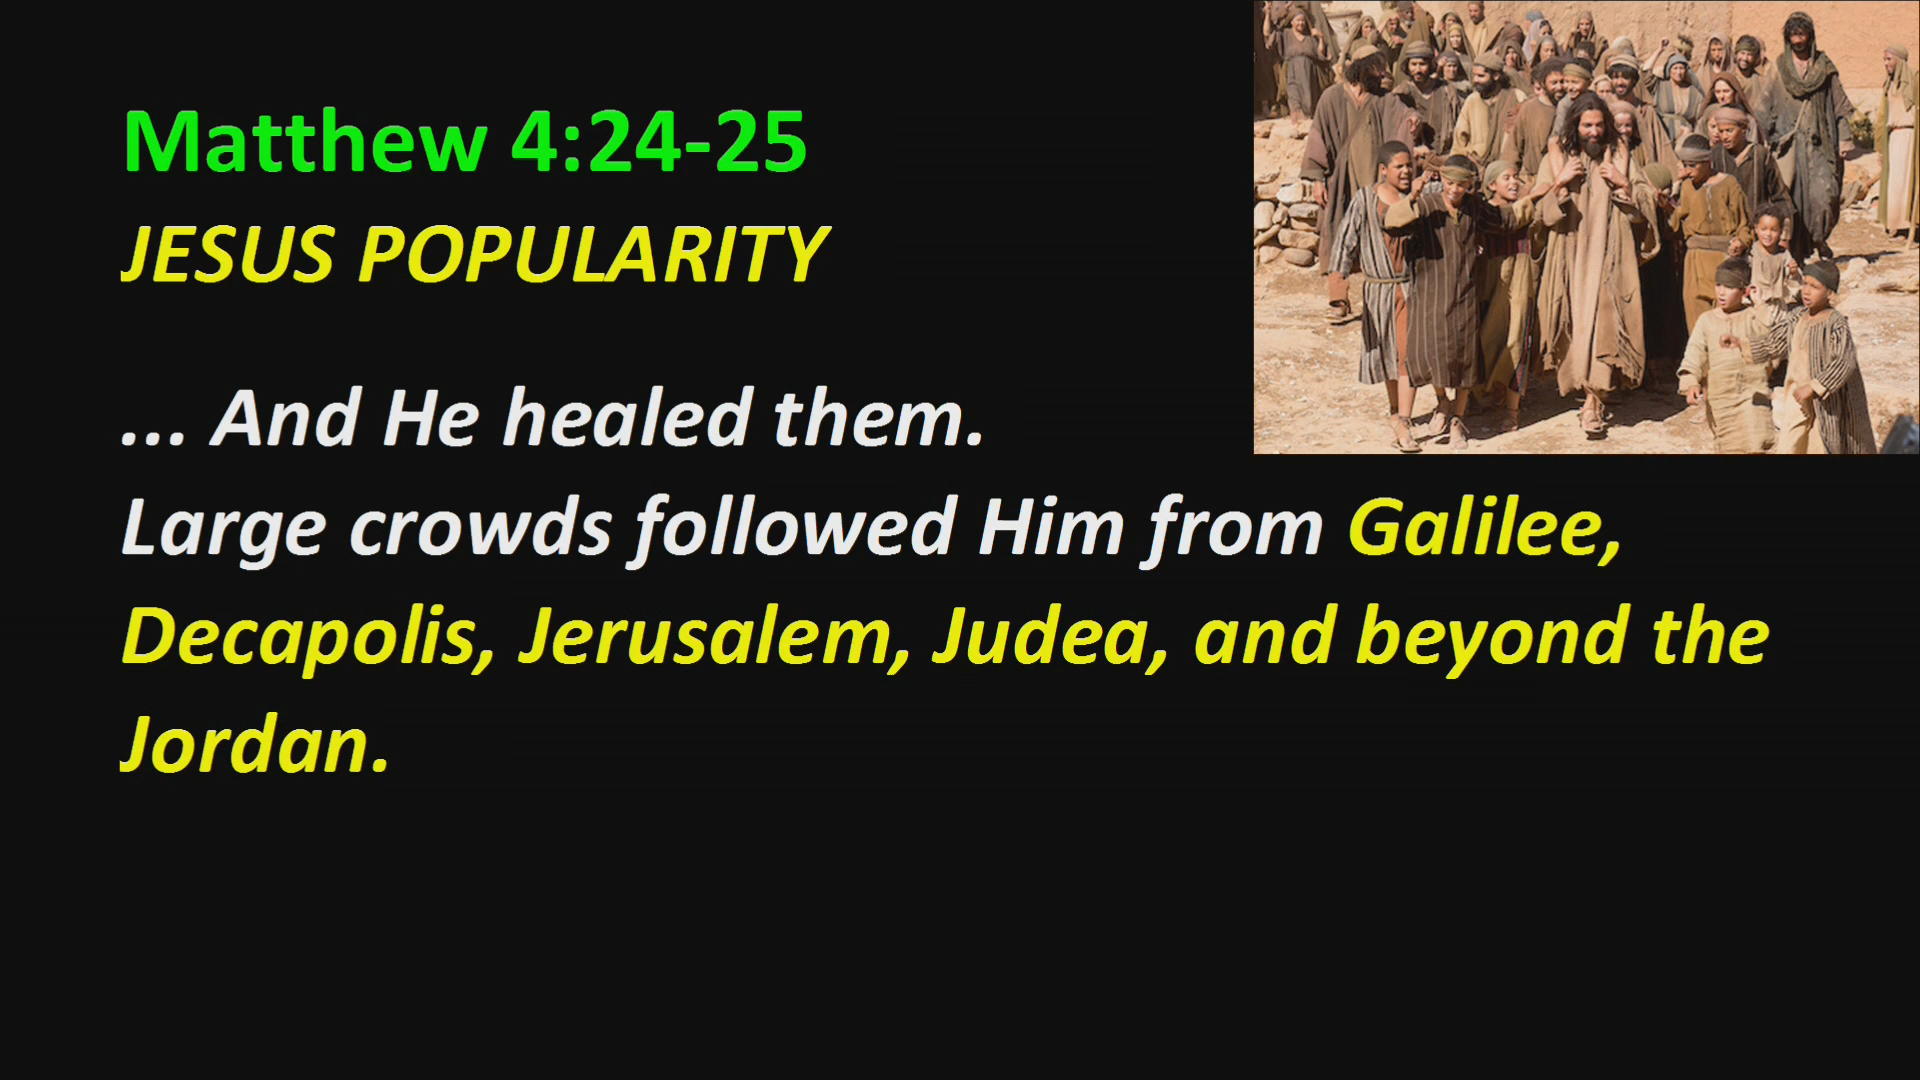 Matthew 4:24-25
JESUS POPULARITY
... And He healed them.
Large crowds followed Him from Galilee,
Decapolis, Jerusalem, Judea, and beyond the
Jordan.